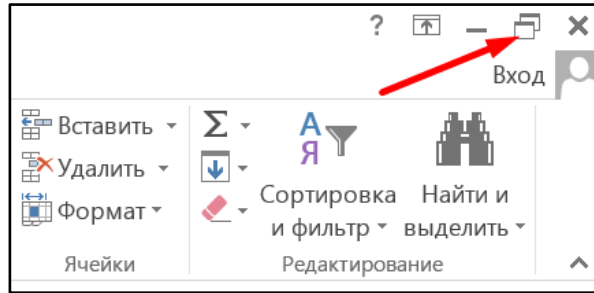 ?
Вход
Вставить
Удалить
Формат
Σ
А
Я
Сортировка
и фильтр
Найти и
выделить
Ячейки
Редактирование